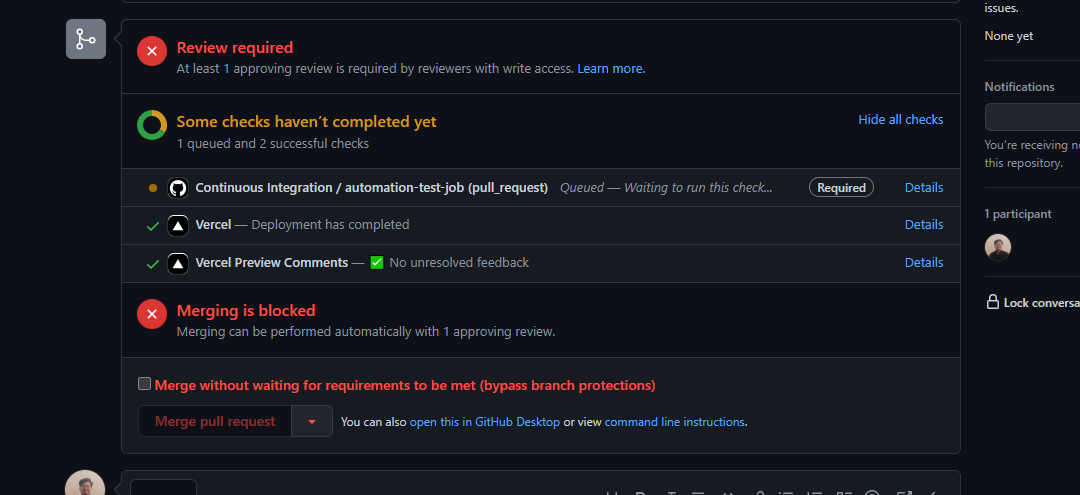 issues.
None yet
Notifications
You're receiving
this repository.
1 participant
Lock
Review required
At least 1 approving review is required by reviewers with write access. Learn more.
Some checks haven't completed yet
Hide all checks
1 queued and 2 successful checks
Continuous Integration / automation-test-job (pull_request) Queued — Waiting to run this check... Required Details
Vercel — Deployment has completed Details
Vercel Preview Comments — ✅ No unresolved feedback Details
Merging is blocked
Merging can be performed automatically with 1 approving review.
Merge without waiting for requirements to be met (bypass branch protections)
Merge pull request You can also open this in GitHub Desktop or view command line instructions.